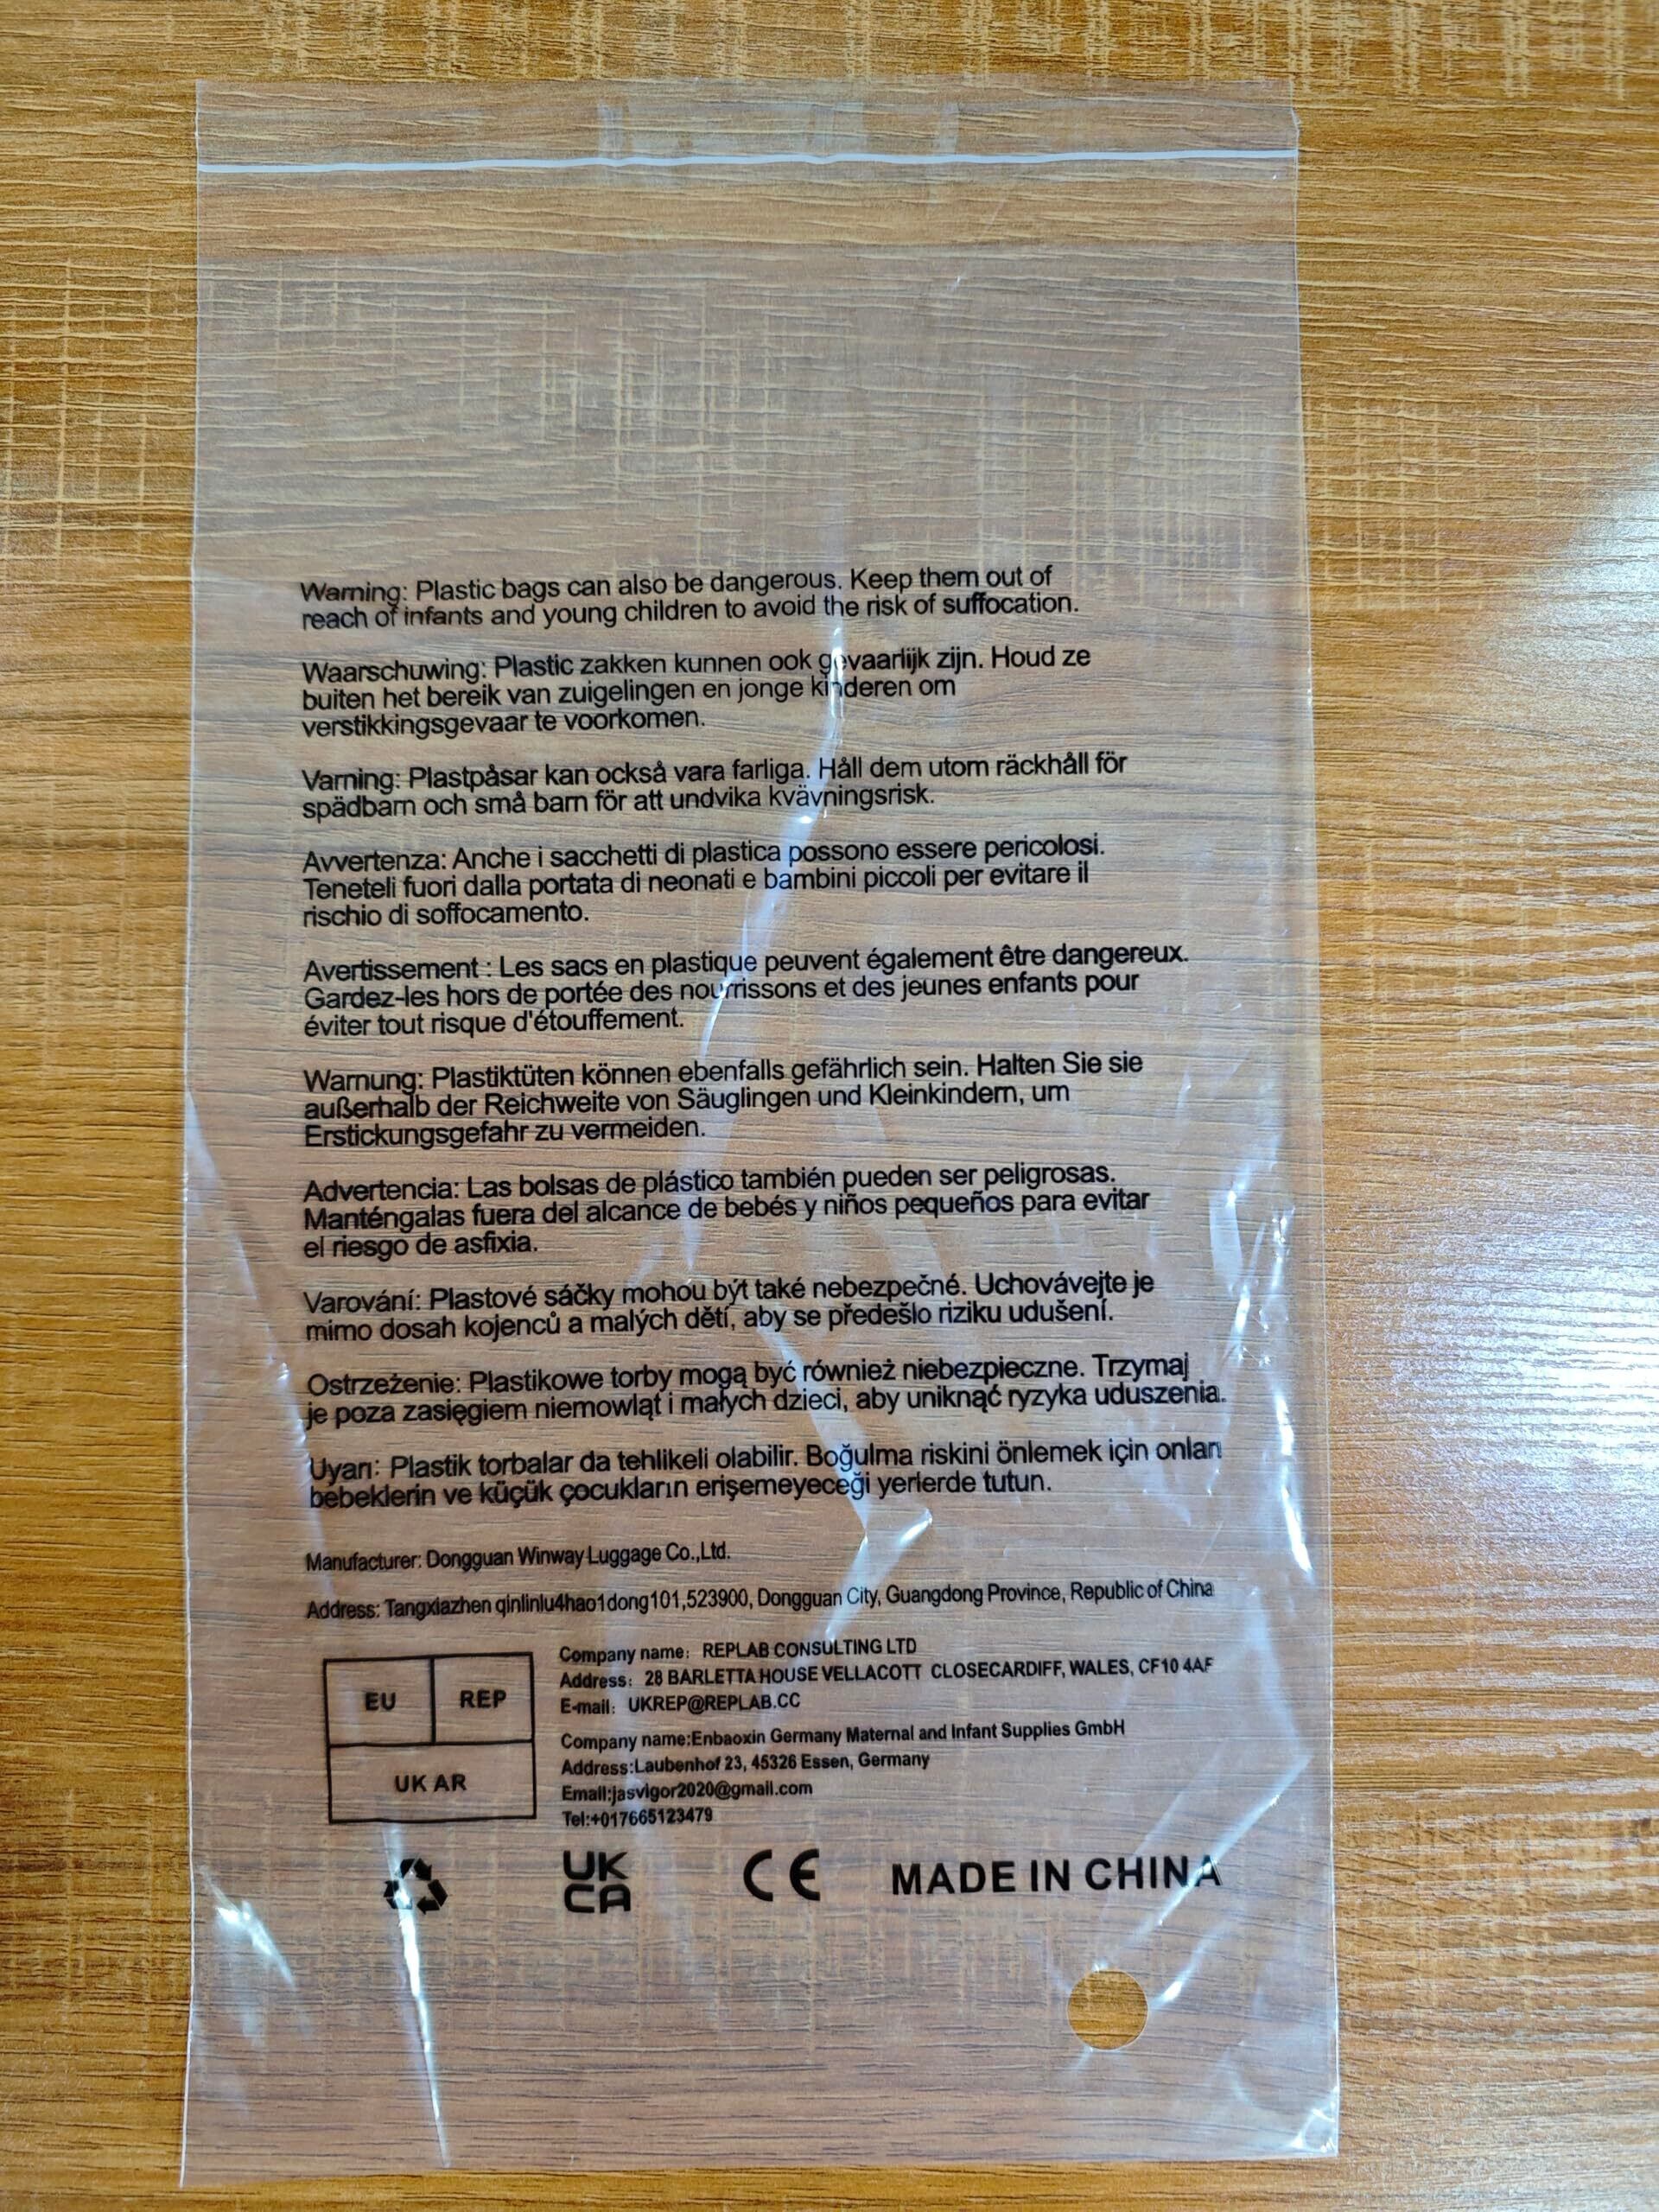 Warning: Plastic bags can also be dangerous. Keep them out of
reach of infants and young children to avoid the risk of suffocation.
Waarschuwing: Plastic zakken kunnen ook gevaarlijk zijn. Houd ze
buiten het bereik van zuigelingen en jonge kinderen om
verstikkingsgevaar te voorkomen.
Varning: Plastpåsar kan också vara farliga. Håll dem utom räckhåll för
spädbarn och små barn för att undvika kvävningsrisk.
Avvertenza: Anche i sacchetti di plastica possono essere pericolosi.
Teneteli fuori dalla portata di neonati e bambini piccoli per evitare il
rischio di soffocamento.
Avertissement : Les sacs en plastique peuvent également être dangereux.
Gardez-les hors de portée des nourrissons et des jeunes enfants pour
éviter tout risque d'étouffement.
Warnung: Plastiktüten können ebenfalls gefährlich sein. Halten Sie sie
außerhalb der Reichweite von Säuglingen und Kleinkindern, um
Erstickungsgefahr zu vermeiden.
Advertencia: Las bolsas de plástico también pueden ser peligrosas.
Manténgalas fuera del alcance de bebés y niños pequeños para evitar
el riesgo de asfixia.
Varování: Plastové sáčky mohou být také nebezpečné. Uchovávejte je
mimo dosah kojenců a malých dětí, aby se předešlo riziku udušení.
Ostrzeżenie: Plastikowe torby mogą być również niebezpieczne. Trzymaj
je poza zasięgiem niemowląt i małych dzieci, aby uniknąć ryzyka uduszenia.
Uyarı: Plastik torbalar da tehlikeli olabilir. Boğulma riskini önlemek için onları
bebeklerin ve küçük çocukların erişemeyeceği yerlerde tutun.
Manufacturer: Dongguan Winway Luggage Co.,Ltd.
Address: Tangxiazhen qinlinlu4hao1dong101,523900, Dongguan City, Guangdong Province, Republic of China
EU REP
UK AR
Company name: REPLAB CONSULTING LTD
Address: 28 BARLETTA HOUSE VELLACOTT CLOSECARDIFF, WALES, CF10 4AF
E-mail: UKREP@REPLAB.CC
Company name:Enbaoxin Germany Maternal and Infant Supplies GmbH
Address:Laubenhof 23, 45326 Essen, Germany
Email:jasvigor2020@gmail.com
Tel:+017665123479
UK
CA
CE
MADE IN CHINA